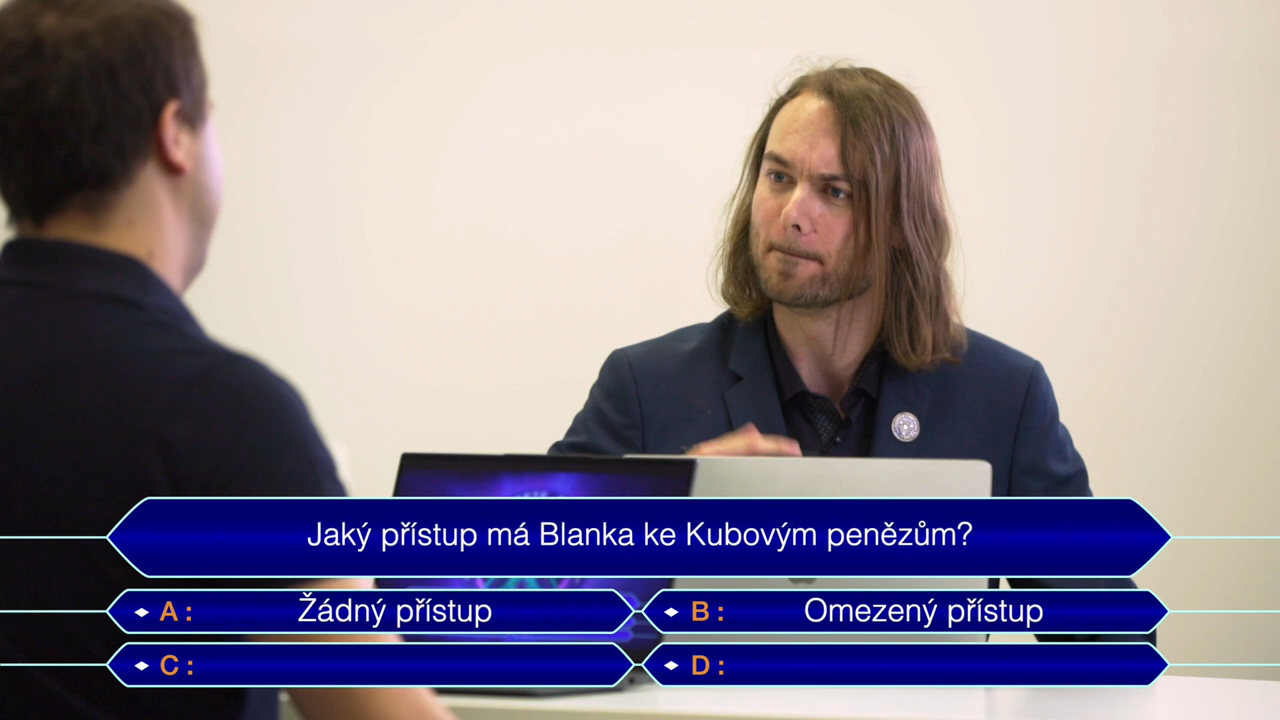 Jaký přístup má Blanka ke Kubovým penězům?
A: Žádný přístup
B: Omezený přístup
C:
D: